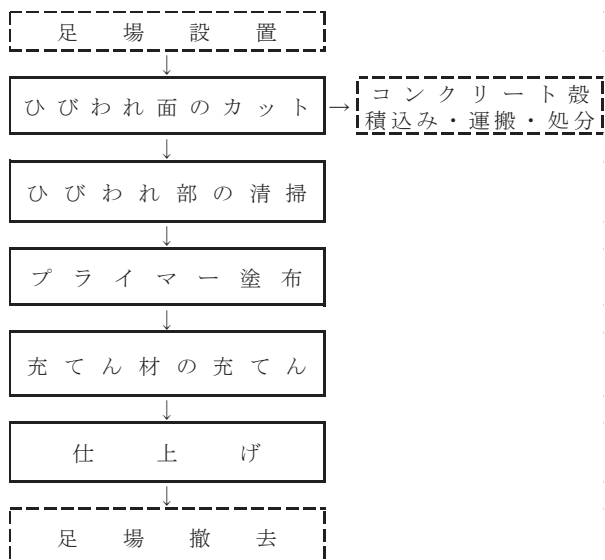 足場設置
↓
ひびわれ面のカット
→
コンクリート殻
積込み・運搬・処分
↓
ひびわれ部の清掃
↓
プライマー塗布
↓
充てん材の充てん
↓
仕上げ
↓
足場撤去